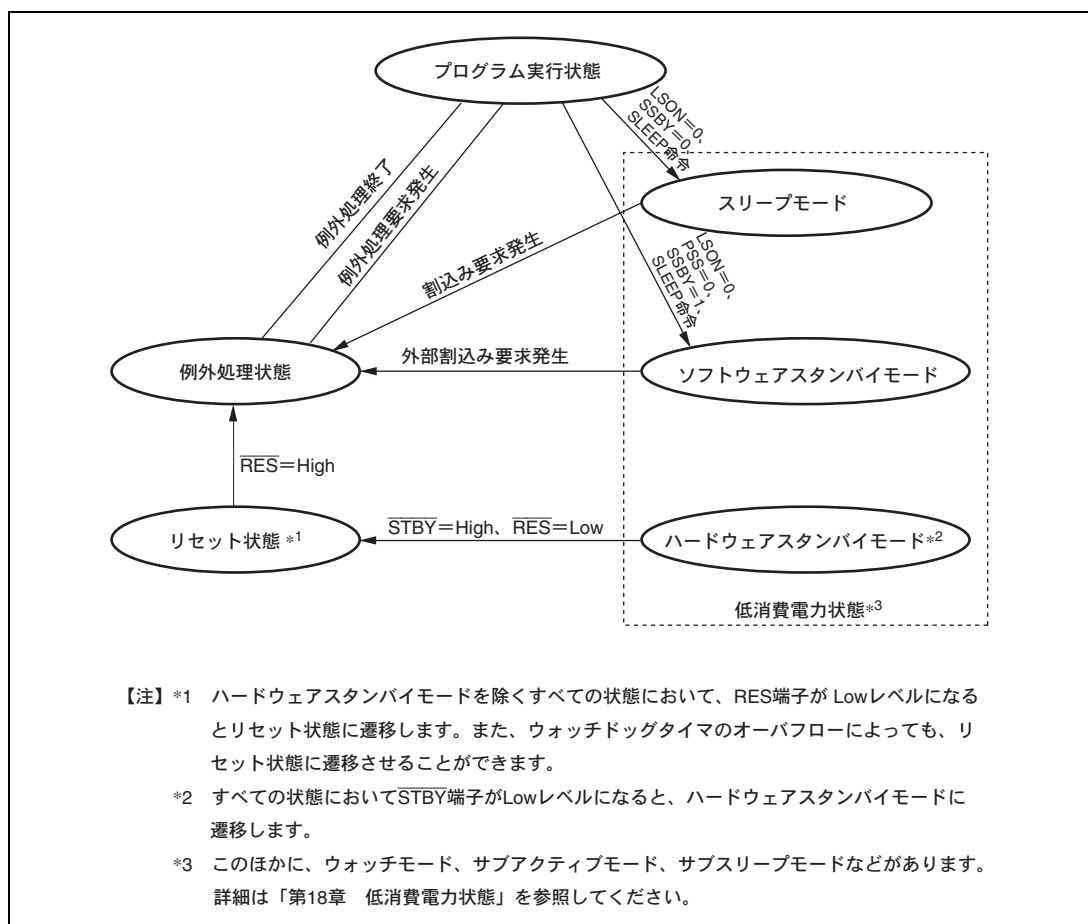 プログラム実行状態
LSON＝0、
SSBY＝0、
SLEEP命令
例外処理終了
例外処理要求発生
スリープモード
割込み要求発生
LSON＝0、
PSS＝0、
SSBY＝1、
SLEEP命令
例外処理状態
外部割込み要求発生
ソフトウェアスタンバイモード
RES＝High
リセット状態 *1
STBY＝High、RES＝Low
ハードウェアスタンバイモード*2
低消費電力状態*3
【注】*1 ハードウェアスタンバイモードを除くすべての状態において、RES端子が Lowレベルになる
とリセット状態に遷移します。また、ウォッチドッグタイマのオーバフローによっても、リ
セット状態に遷移させることができます。
*2 すべての状態においてSTBY端子がLowレベルになると、ハードウェアスタンバイモードに
遷移します。
*3 このほかに、ウォッチモード、サブアクティブモード、サブスリープモードなどがあります。
詳細は「第18章　低消費電力状態」を参照してください。